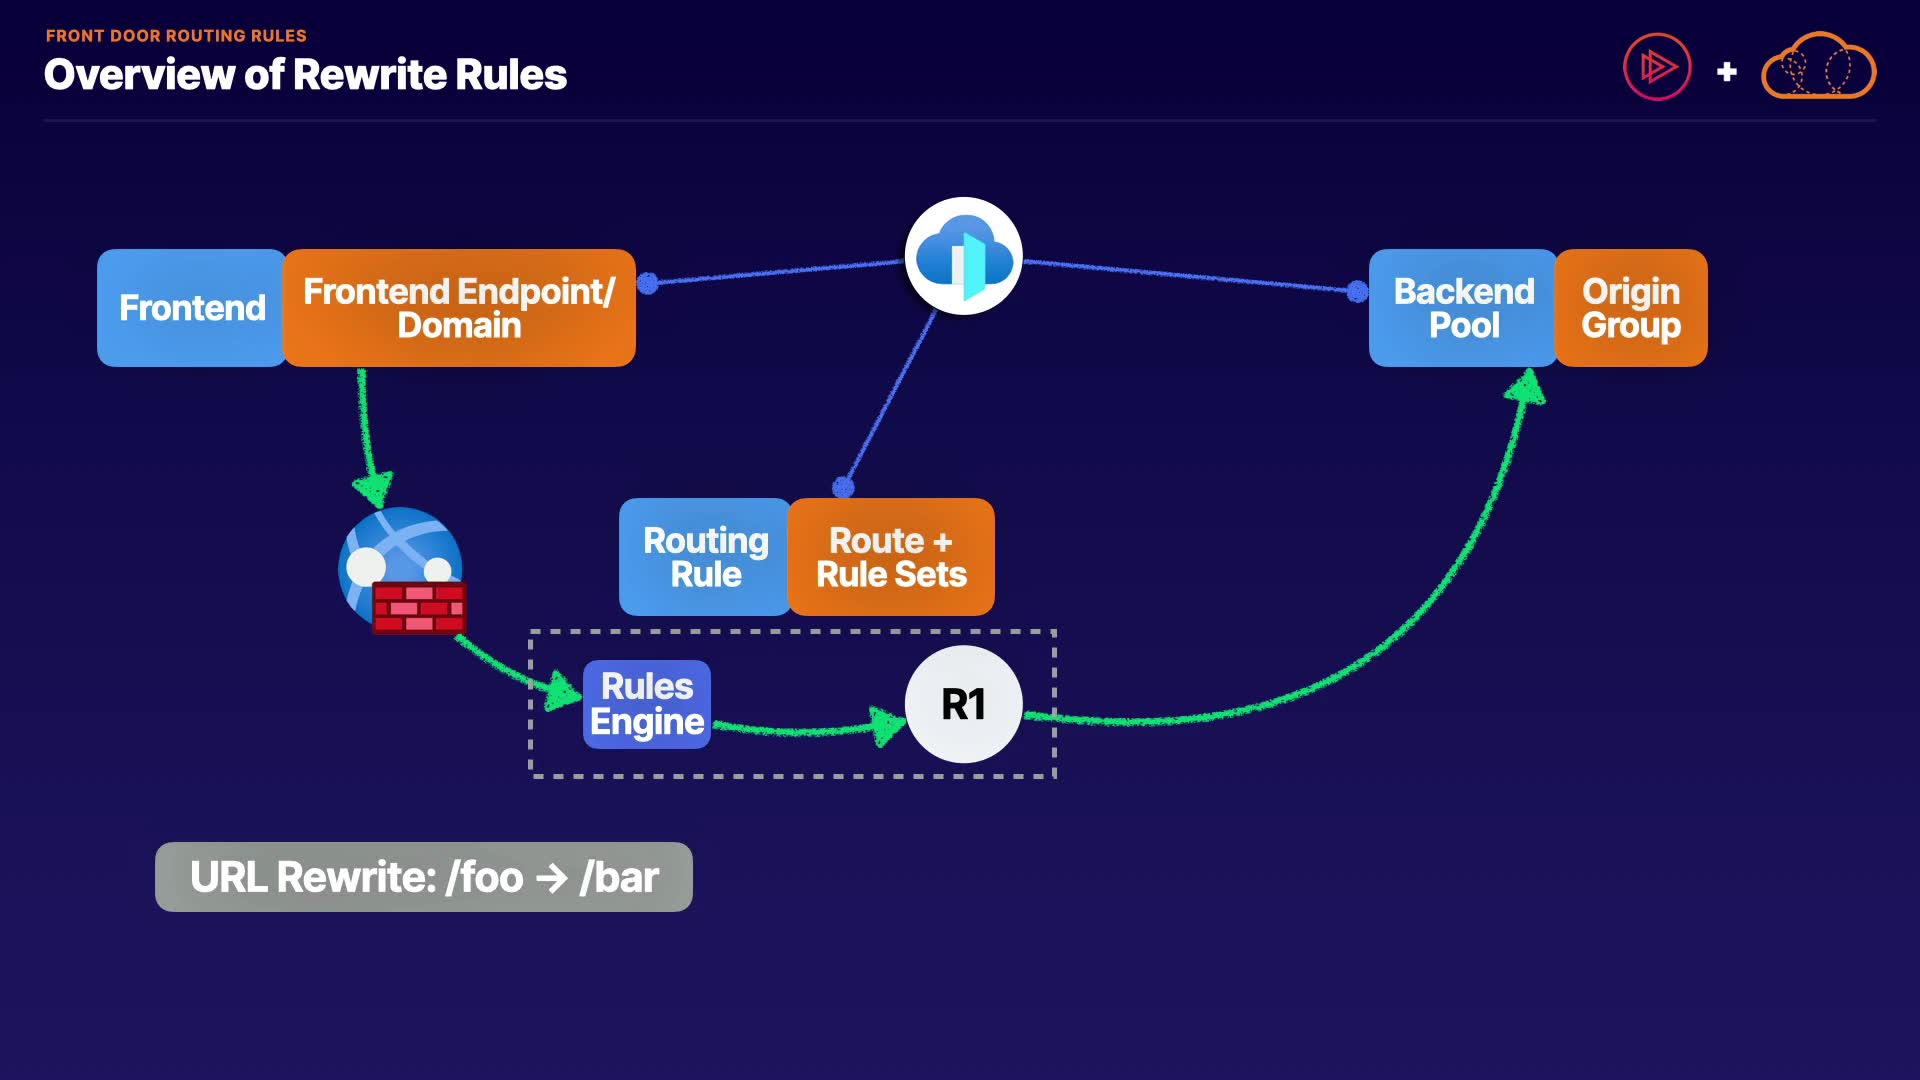 FRONT DOOR ROUTING RULES
Overview of Rewrite Rules
Frontend
Frontend Endpoint/
Domain
Backend
Pool
Origin
Group
Routing
Rule
Route +
Rule Sets
Rules
Engine
R1
URL Rewrite: /foo → /bar